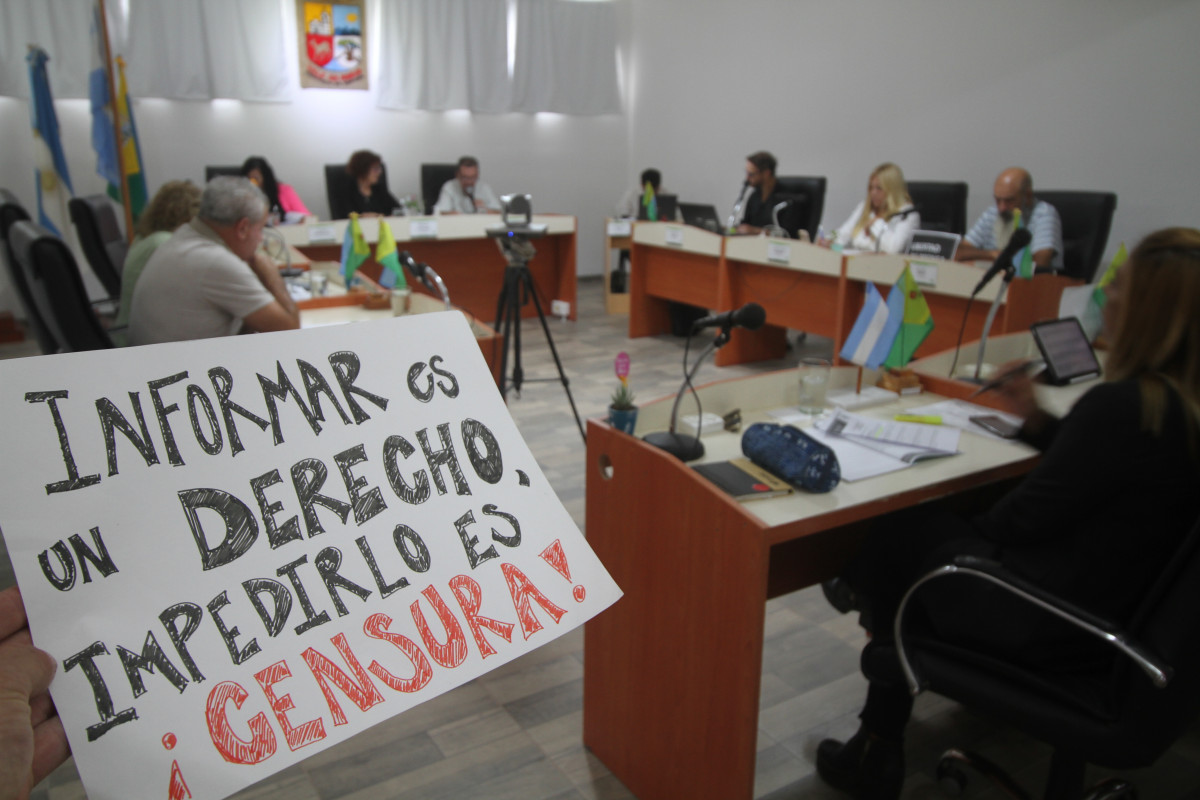 INFORMAR es
UN DERECHO,
IMPEDIRLO ES
¡CENSURA!